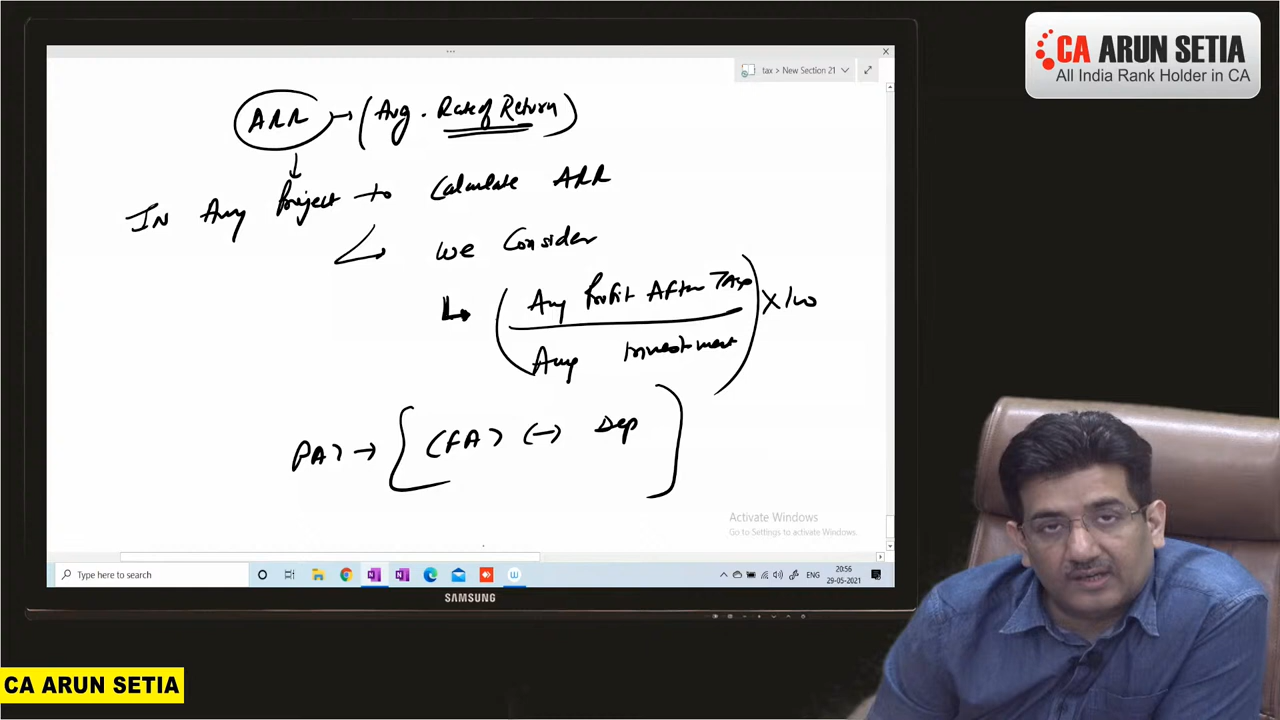 CA ARUN SETIA
All India Rank Holder in CA
tax > New Section 21
ARR → (Avg. Rate of Return)
IN Any Project → to Calculate ARR
we Consider
(Avg Profit After Tax
Avg Investment) X 100
PAT → [CFAT (-) Dep]
Activate Windows
Go to Settings to activate Windows.
Type here to search
ENG
20:56
29-05-2021
SAMSUNG
CA ARUN SETIA